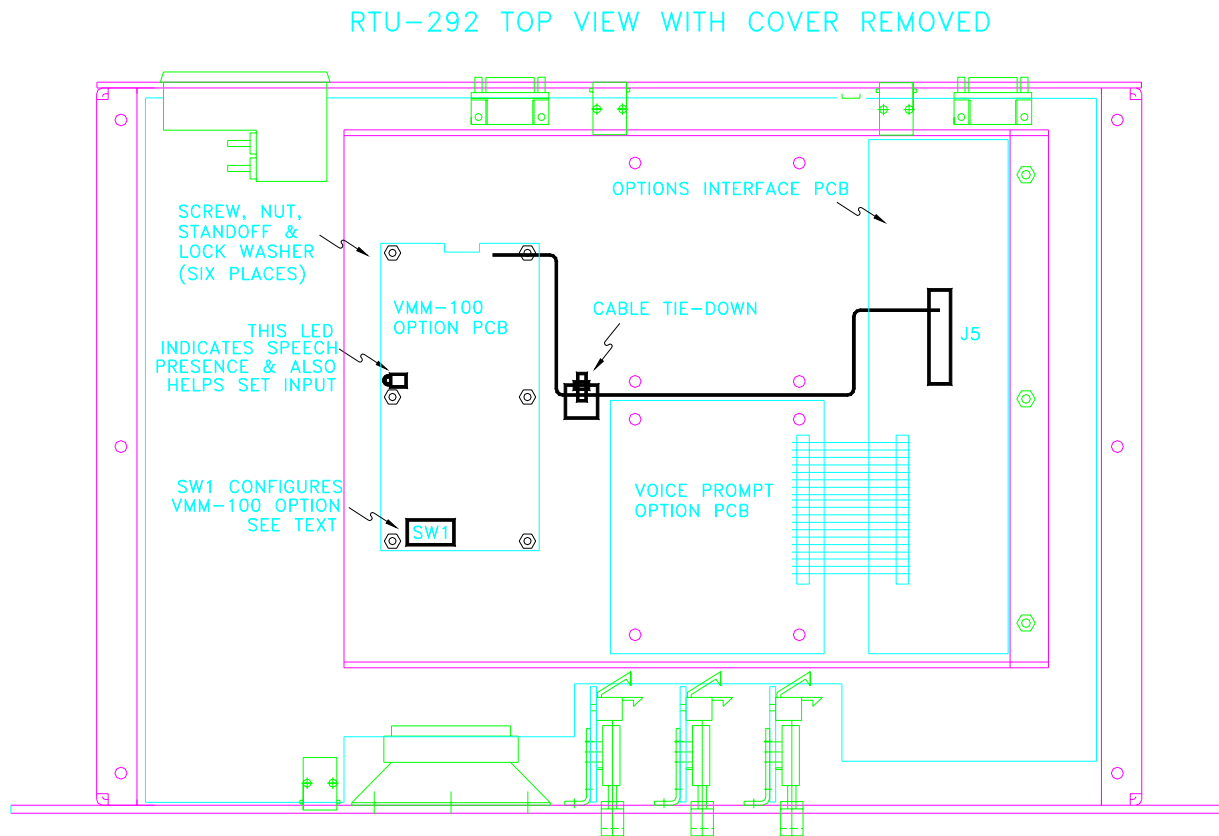 RTU-292 TOP VIEW WITH COVER REMOVED
OPTIONS INTERFACE PCB
SCREW, NUT,
STANDOFF &
LOCK WASHER
(SIX PLACES)
VMM-100
OPTION PCB
CABLE TIE-DOWN
J5
THIS LED
INDICATES SPEECH
PRESENCE & ALSO
HELPS SET INPUT
SW1 CONFIGURES
VMM-100 OPTION
SEE TEXT
SW1
VOICE PROMPT
OPTION PCB